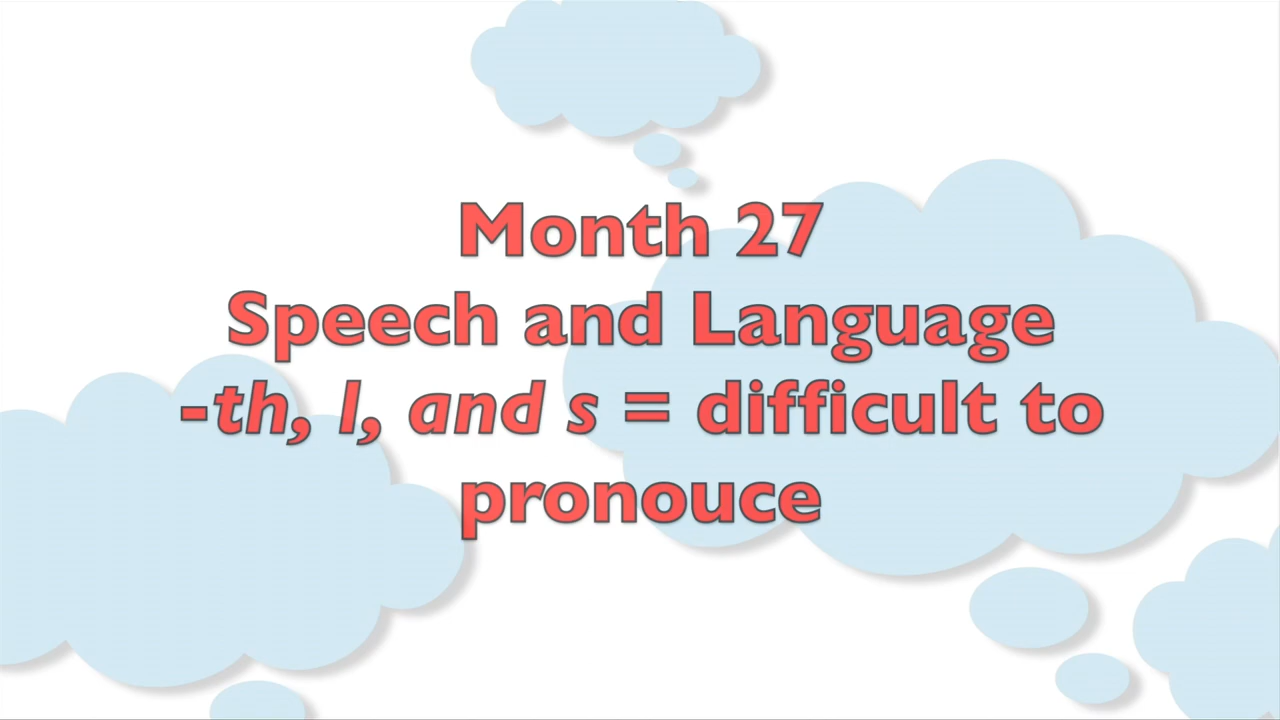 Month 27
Speech and Language
-th, l, and s = difficult to
pronouce